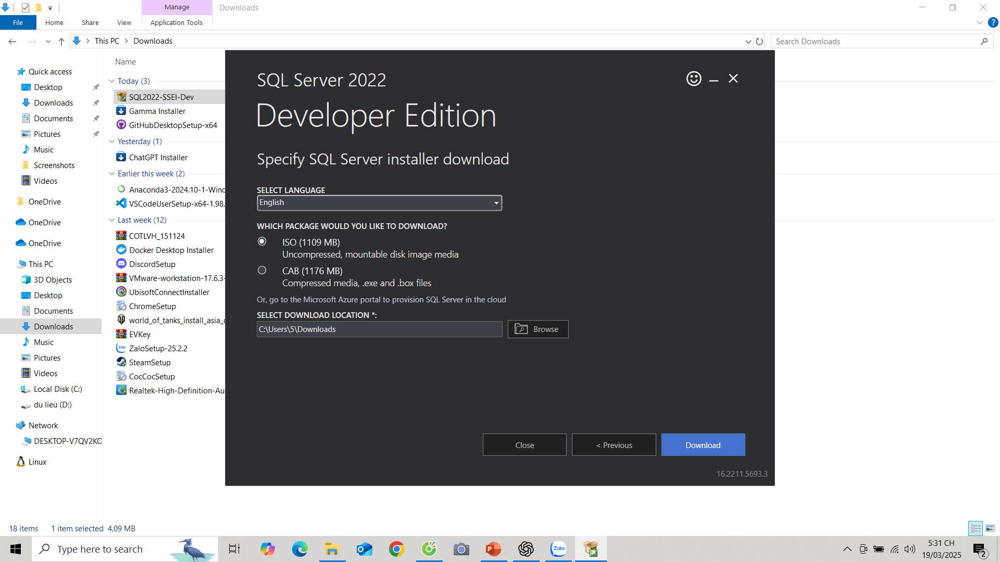 Manage
Downloads
File
Home
Share
View
Application Tools
This PC
Downloads
Search Downloads
Name
Quick access
Desktop
Downloads
Documents
Pictures
Music
Screenshots
Videos
OneDrive
OneDrive
OneDrive
This PC
3D Objects
Desktop
Documents
Downloads
Music
Pictures
Videos
Local Disk (C:)
du lieu (D:)
Network
DESKTOP-V7QV2KO
Linux
Today (3)
SQL2022-SSEI-Dev
Gamma Installer
GitHubDesktopSetup-x64
Yesterday (1)
ChatGPT Installer
Earlier this week (2)
Anaconda3-2024.10-1-Winc
VSCodeUserSetup-x64-1.98.
Last week (12)
COTLVH_151124
Docker Desktop Installer
DiscordSetup
VMware-workstation-17.6.3-
UbisoftConnectInstaller
ChromeSetup
world_of_tanks_install_asia_
EVKey
ZaloSetup-25.2.2
SteamSetup
CocCocSetup
Realtek-High-Definition-Au
SQL Server 2022
Developer Edition
Specify SQL Server installer download
SELECT LANGUAGE
English
WHICH PACKAGE WOULD YOU LIKE TO DOWNLOAD?
ISO (1109 MB)
Uncompressed, mountable disk image media
CAB (1176 MB)
Compressed media, .exe and .box files
Or, go to the Microsoft Azure portal to provision SQL Server in the cloud
SELECT DOWNLOAD LOCATION *:
C:\Users\5\Downloads
Browse
Close
< Previous
Download
16.2211.5693.3
18 items
1 item selected 4,09 MB
Type here to search
Zalo
5:31 CH
19/03/2025
2